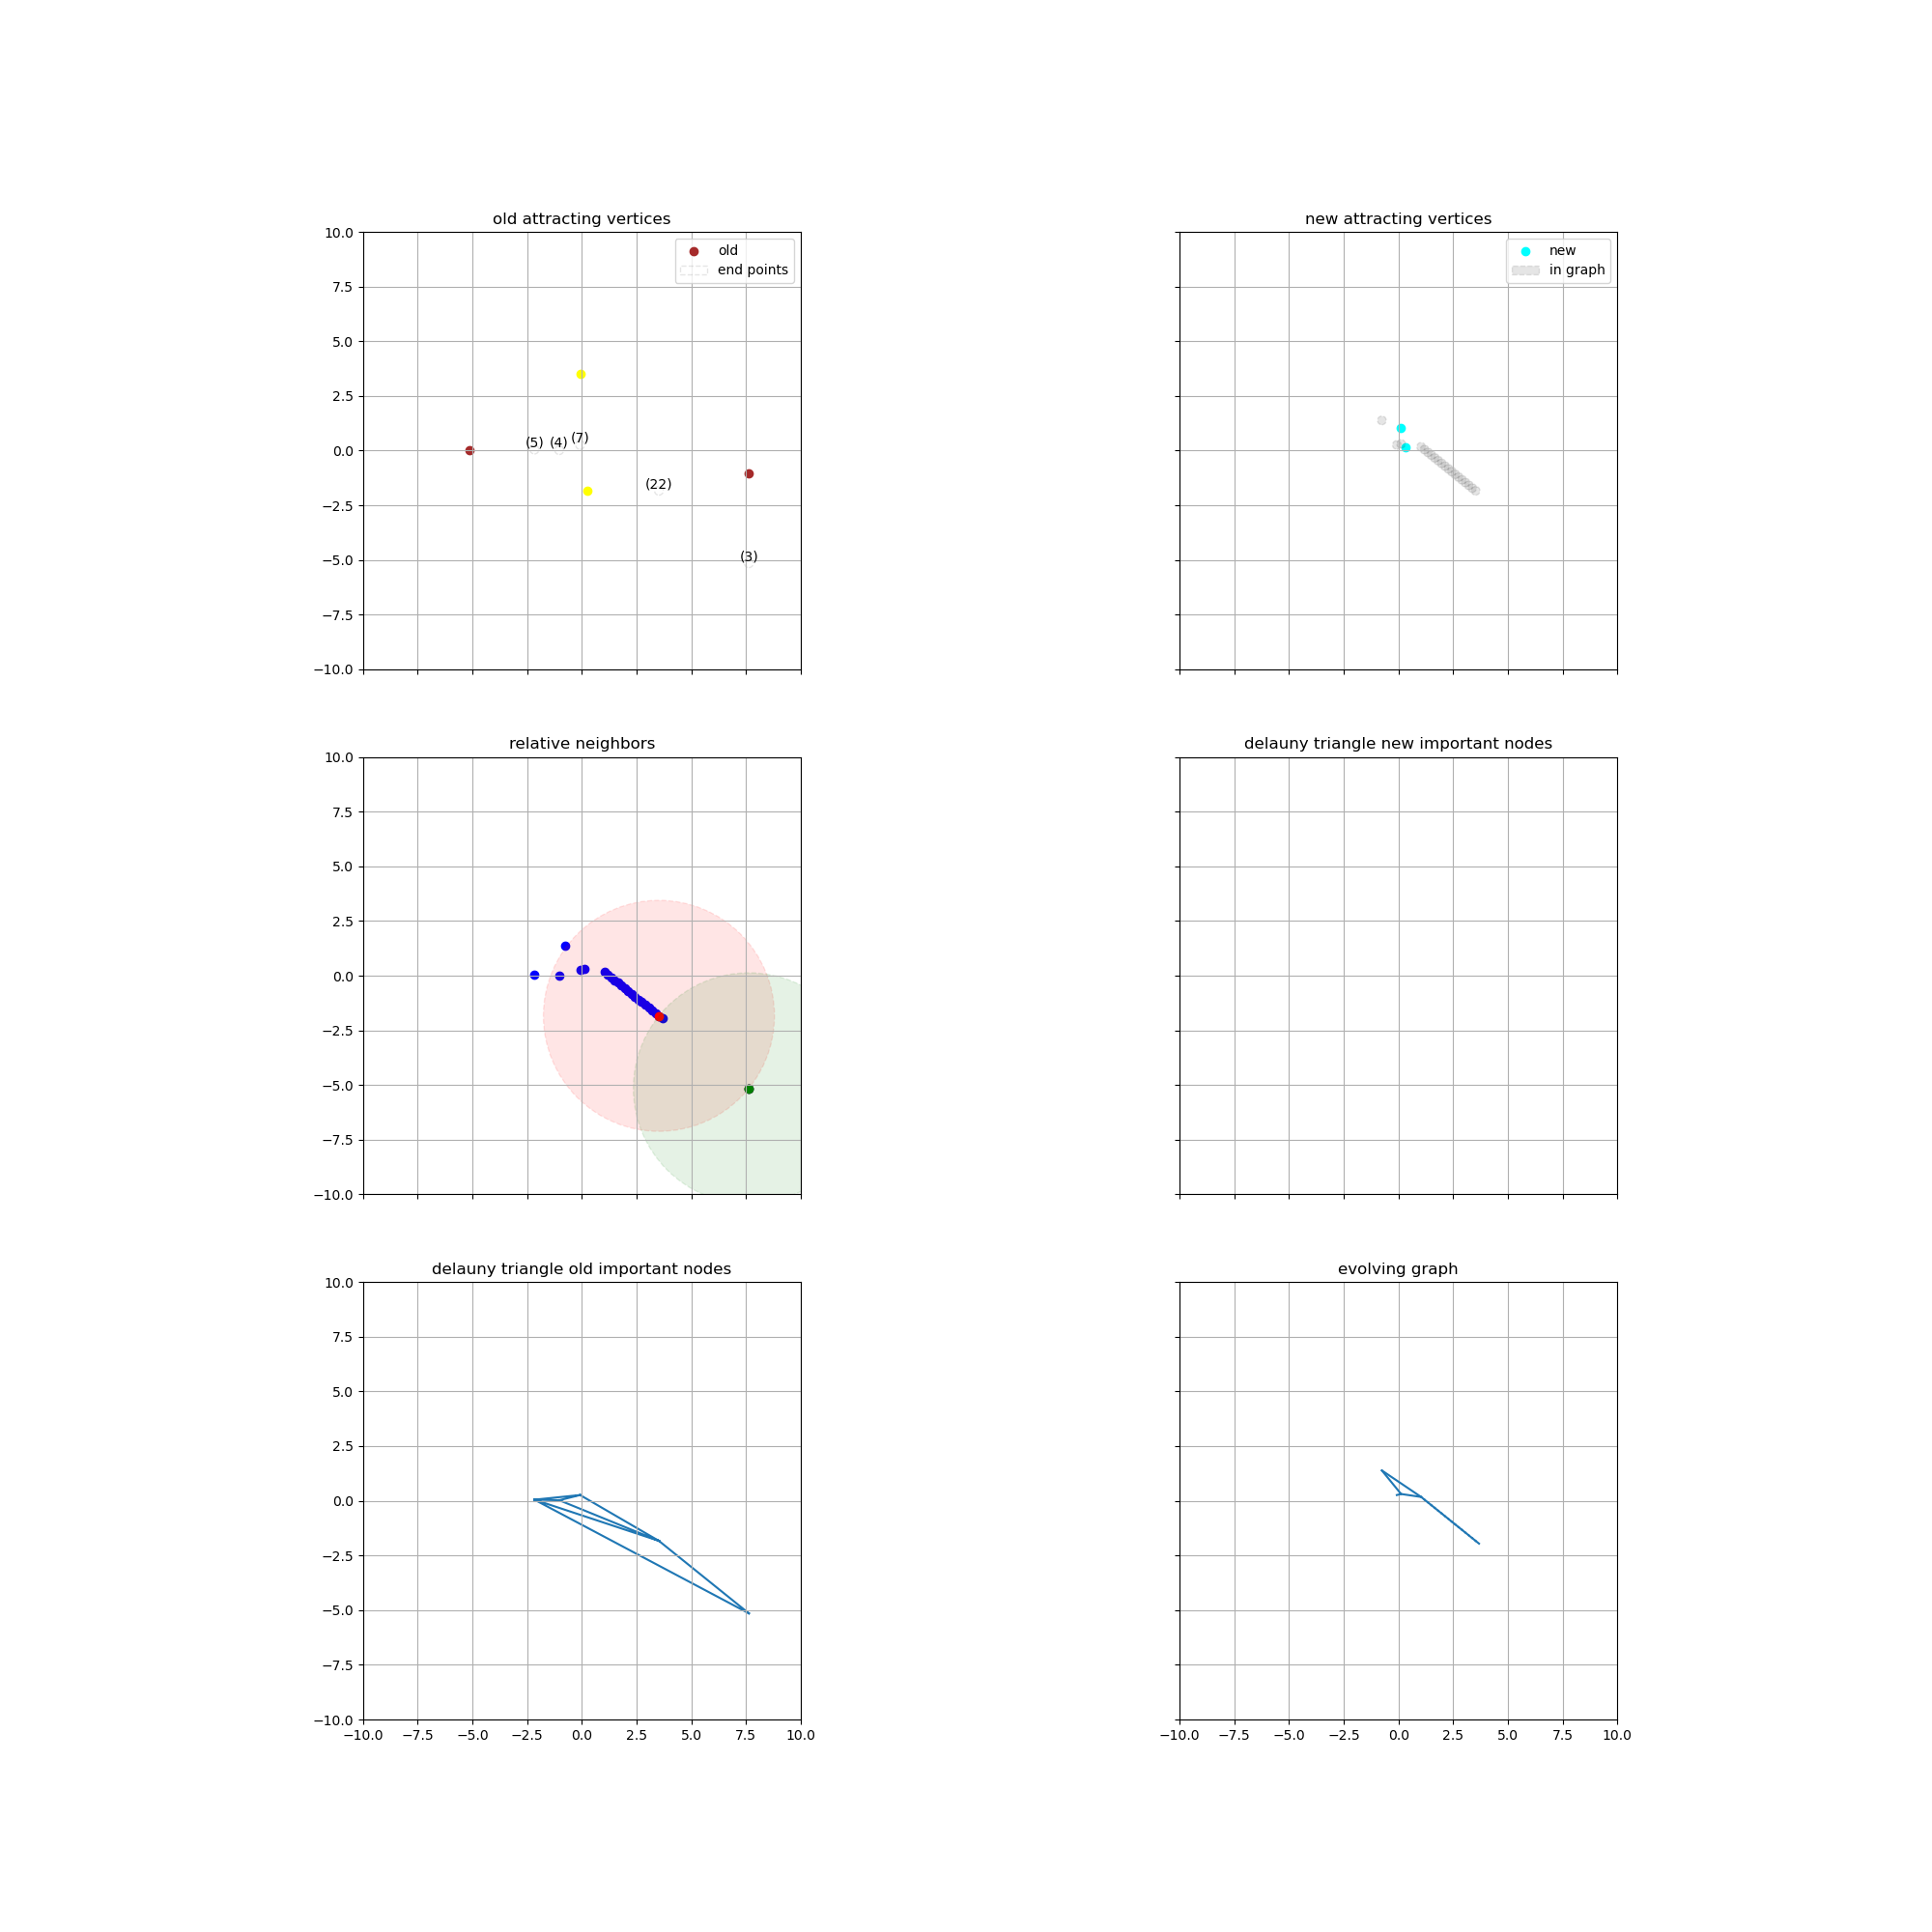 old attracting vertices
10.0
7.5
5.0
2.5
0.0
−2.5
−5.0
−7.5
−10.0
old
end points
(5) (4) (7)
(22)
(3)
new attracting vertices
new
in graph
relative neighbors
10.0
7.5
5.0
2.5
0.0
−2.5
−5.0
−7.5
−10.0
delauny triangle new important nodes
delauny triangle old important nodes
10.0
7.5
5.0
2.5
0.0
−2.5
−5.0
−7.5
−10.0
−10.0 −7.5 −5.0 −2.5 0.0 2.5 5.0 7.5 10.0
evolving graph
−10.0 −7.5 −5.0 −2.5 0.0 2.5 5.0 7.5 10.0